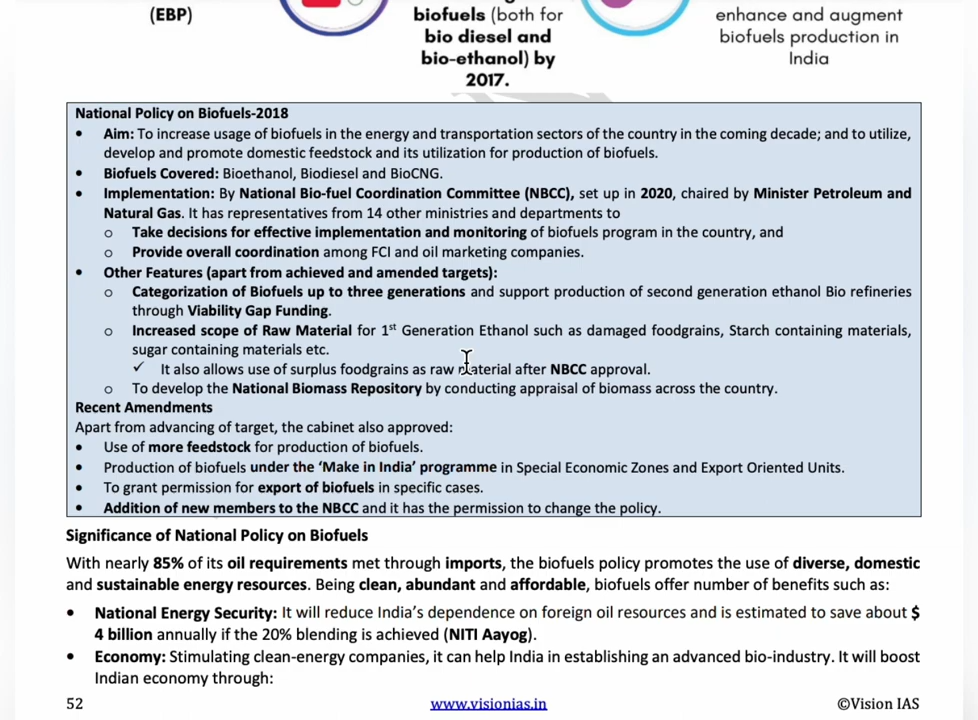 (EBP)
biofuels (both for
bio diesel and
bio-ethanol) by
2017.
enhance and augment
biofuels production in
India
National Policy on Biofuels-2018
• Aim: To increase usage of biofuels in the energy and transportation sectors of the country in the coming decade; and to utilize,
develop and promote domestic feedstock and its utilization for production of biofuels.
• Biofuels Covered: Bioethanol, Biodiesel and BioCNG.
• Implementation: By National Bio-fuel Coordination Committee (NBCC), set up in 2020, chaired by Minister Petroleum and
Natural Gas. It has representatives from 14 other ministries and departments to
o Take decisions for effective implementation and monitoring of biofuels program in the country, and
o Provide overall coordination among FCI and oil marketing companies.
• Other Features (apart from achieved and amended targets):
o Categorization of Biofuels up to three generations and support production of second generation ethanol Bio refineries
through Viability Gap Funding.
o Increased scope of Raw Material for 1st Generation Ethanol such as damaged foodgrains, Starch containing materials,
sugar containing materials etc.
✓ It also allows use of surplus foodgrains as raw material after NBCC approval.
o To develop the National Biomass Repository by conducting appraisal of biomass across the country.
Recent Amendments
Apart from advancing of target, the cabinet also approved:
• Use of more feedstock for production of biofuels.
• Production of biofuels under the ‘Make in India’ programme in Special Economic Zones and Export Oriented Units.
• To grant permission for export of biofuels in specific cases.
• Addition of new members to the NBCC and it has the permission to change the policy.
Significance of National Policy on Biofuels
With nearly 85% of its oil requirements met through imports, the biofuels policy promotes the use of diverse, domestic
and sustainable energy resources. Being clean, abundant and affordable, biofuels offer number of benefits such as:
• National Energy Security: It will reduce India’s dependence on foreign oil resources and is estimated to save about $
4 billion annually if the 20% blending is achieved (NITI Aayog).
• Economy: Stimulating clean-energy companies, it can help India in establishing an advanced bio-industry. It will boost
Indian economy through:
52
www.visionias.in
©Vision IAS